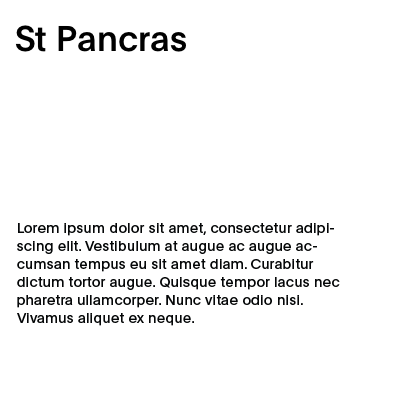 St Pancras
Lorem ipsum dolor sit amet, consectetur adipi-
scing elit. Vestibulum at augue ac augue ac-
cumsan tempus eu sit amet diam. Curabitur
dictum tortor augue. Quisque tempor lacus nec
pharetra ullamcorper. Nunc vitae odio nisi.
Vivamus aliquet ex neque.